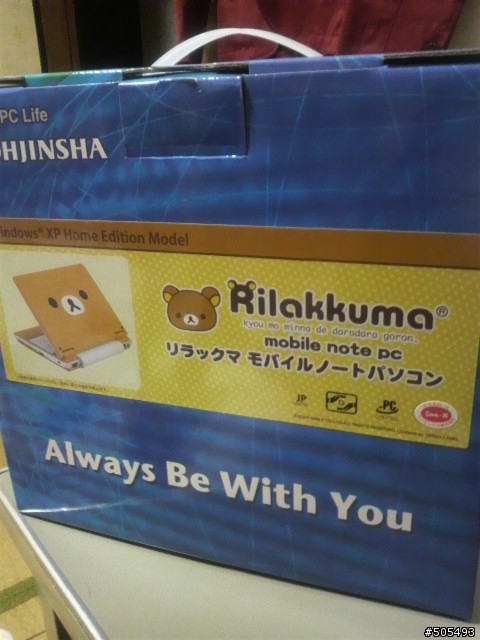 PC Life
OHJINSHA
Windows® XP Home Edition Model
Rilakkuma®
kyou mo minna de daradara goron.
mobile note pc
リラックマ モバイルノートパソコン
JP
PC
San-X
Always Be With You
#505493